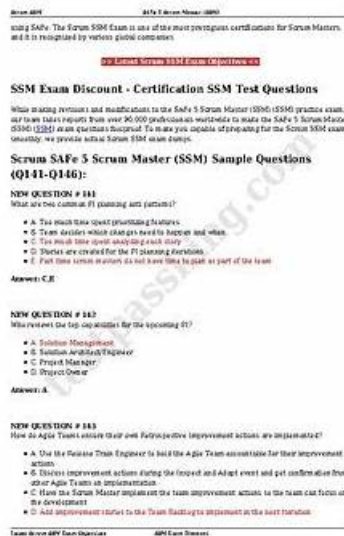 Scrum ASPF SAFe 5 Scrum Master (SSM)
using SAFe. The Scrum SSM Exam is one of the most prestigious certifications for Scrum Masters,
and it is recognized by various global companies.
>> Latest Scrum SSM Exam Objectives <<
SSM Exam Discount - Certification SSM Test Questions
While making revisions and modifications to the SAFe 5 Scrum Master (SSM) (SSM) practice exam,
our team takes reports from over 90,000 professionals worldwide to make the SAFe 5 Scrum Master
(SSM) (SSM) exam questions foolproof. To make you capable of preparing for the Scrum SSM exam
smoothly, we provide actual Scrum SSM exam dumps.
Scrum SAFe 5 Scrum Master (SSM) Sample Questions
(Q141-Q146):
NEW QUESTION # 141
What are two common PI planning anti patterns?
A. Too much time spent prioritizing features
B. Team decides which changes need to happen and when
C. Too much time spent analyzing each story
D. Stories are created for the PI planning iterations
E. Part time scrum masters do not have time to plan as part of the team
Answer: C,E
NEW QUESTION # 142
Who reviews the top capabilities for the upcoming PI?
A. Solution Management
B. Solution Architect/Engineer
C. Project Manager
D. Project Owner
Answer: A
NEW QUESTION # 143
How do Agile Teams ensure their own Retrospective improvement actions are implemented?
A. Use the Release Train Engineer to hold the Agile Team accountable for their improvement
actions
B. Discuss improvement actions during the Inspect and Adapt event and get confirmation from
other Agile Teams on implementation
C. Have the Scrum Master implement the team improvement actions so the team can focus on
the development
D. Add improvement stories to the Team Backlog to implement in the next iteration
testpassking.com